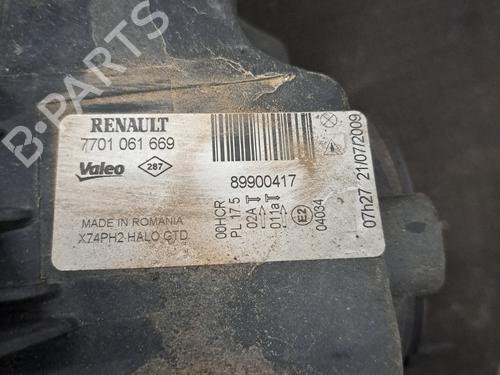 B-PARTS
RENAULT
7701 061 669
Valeo 287
89900417
MADE IN ROMANIA
X74PH2 HALO CTD
00HCR
PL 17.5
02A
011a
E2
04034
07h27 21/07/2009